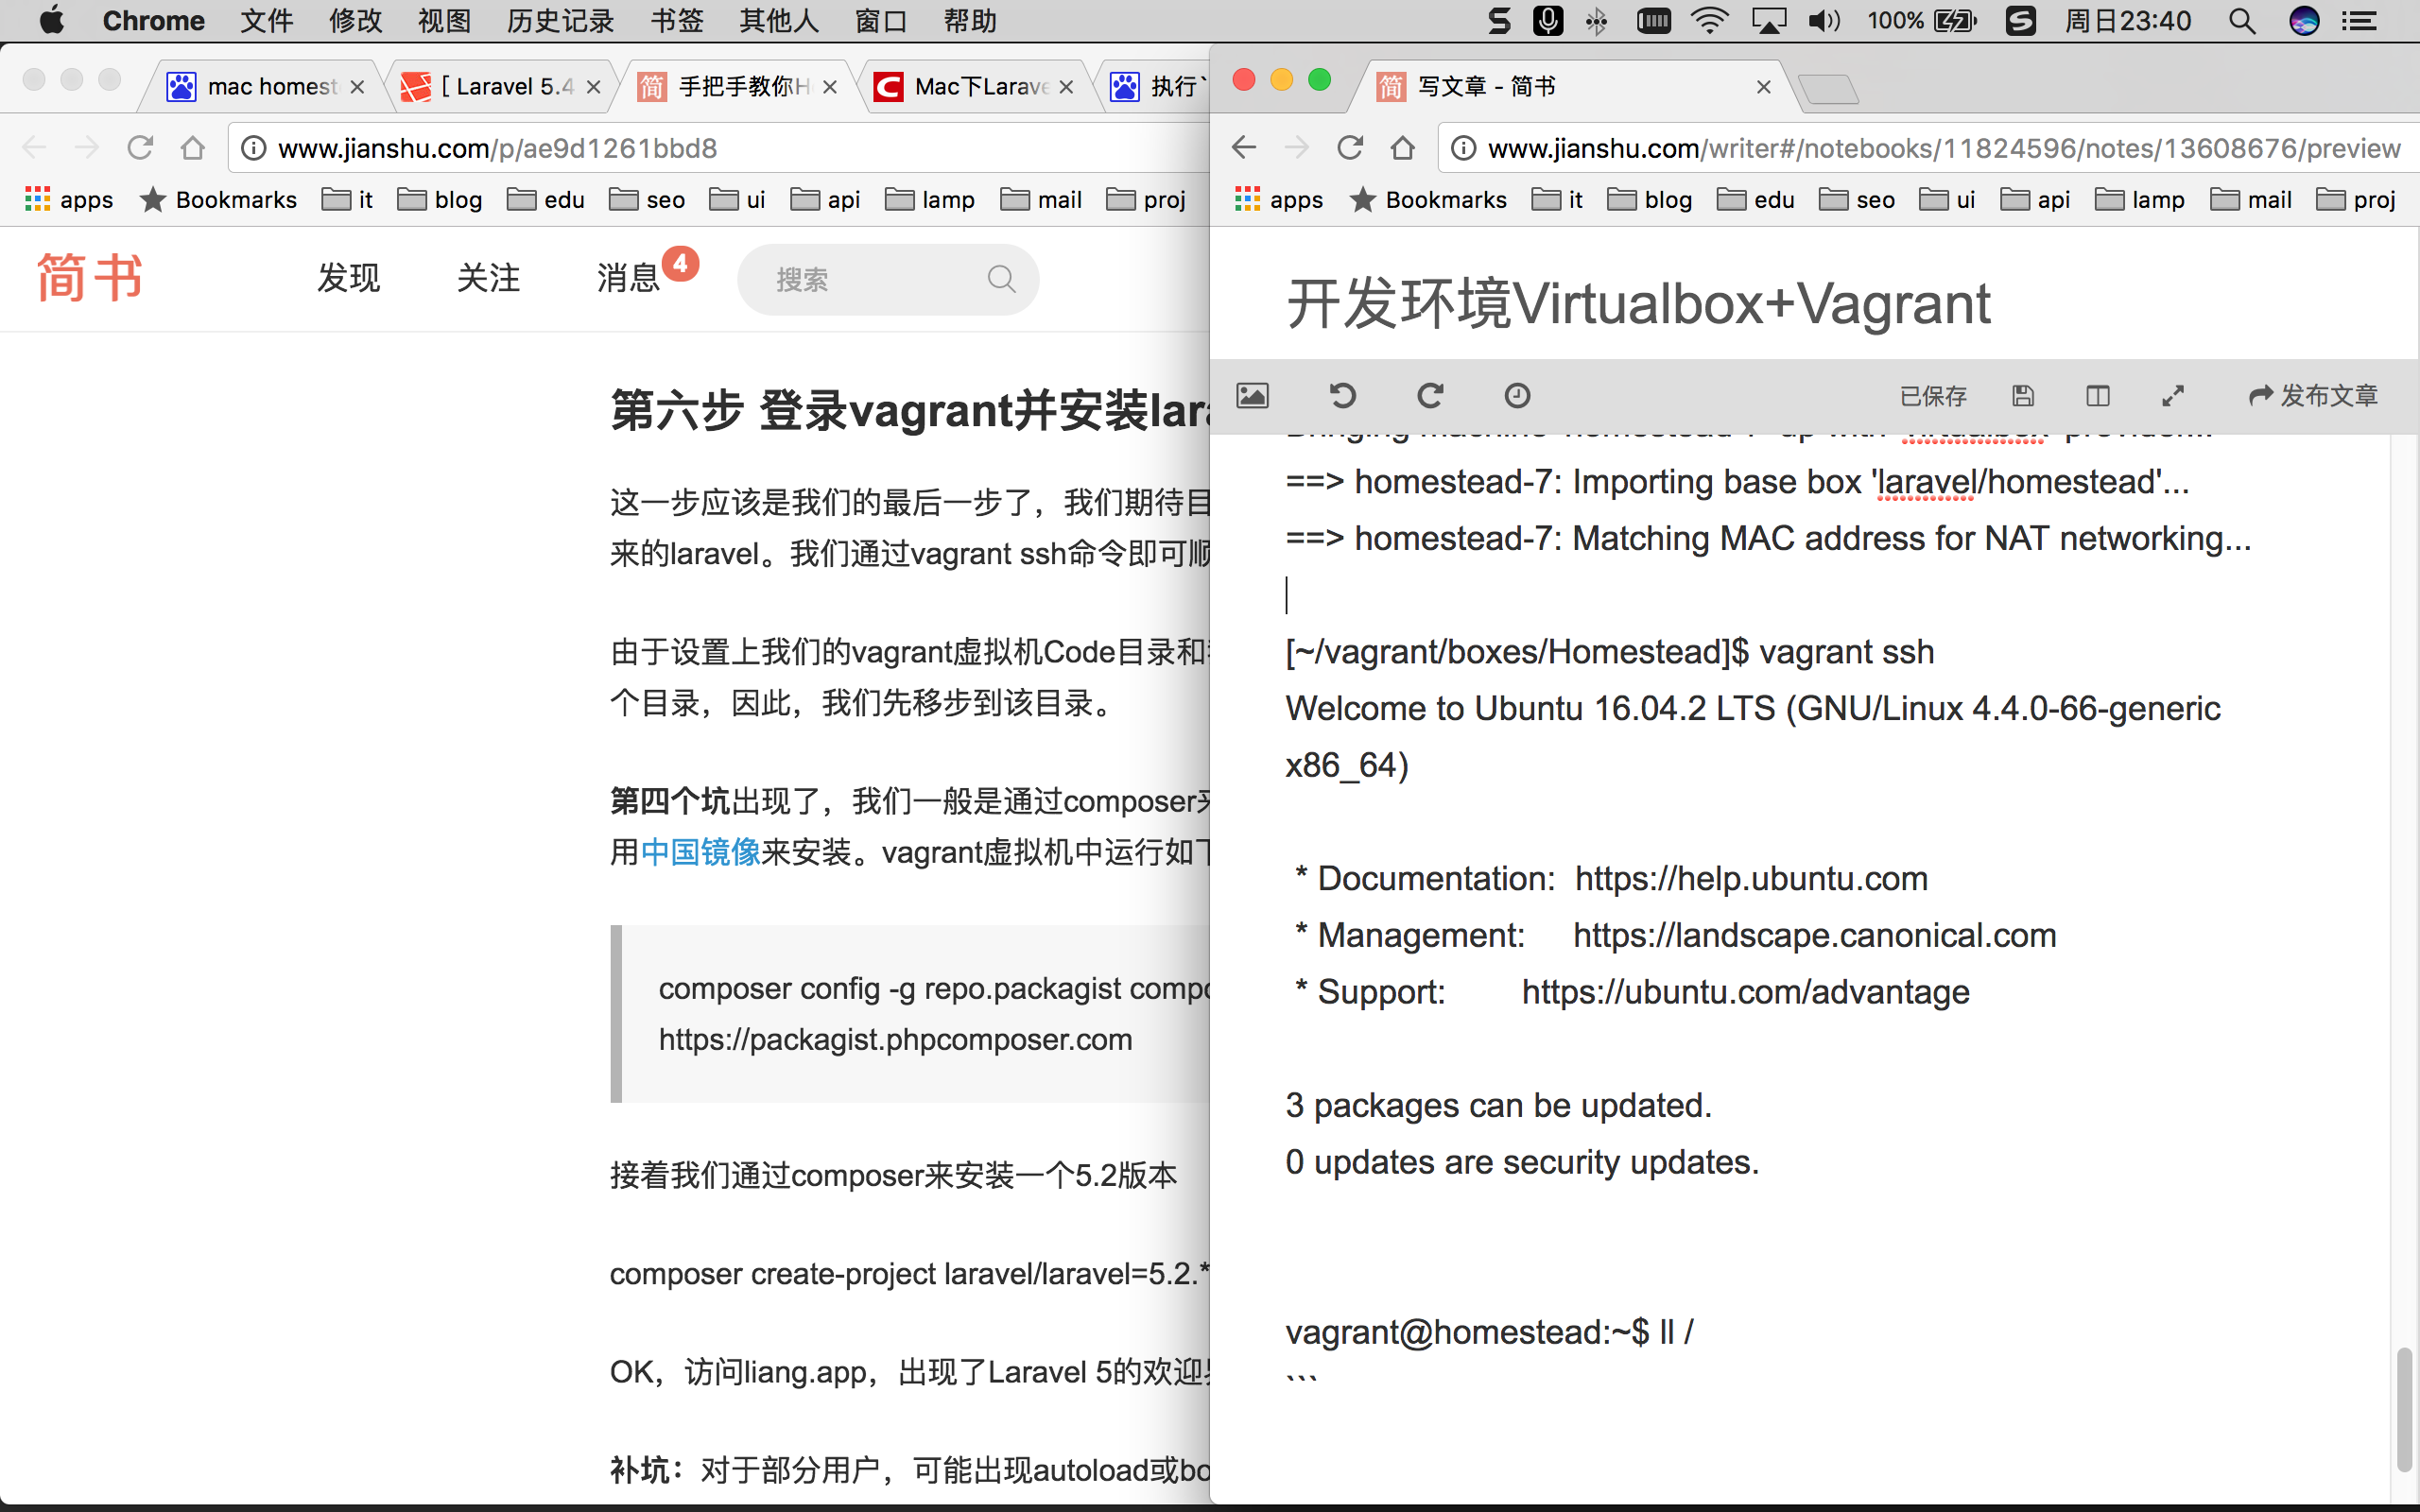 Chrome 文件 修改 视图 历史记录 书签 其他人 窗口 帮助 100% 周日23:40
mac homest
[ Laravel 5.4
手把手教你H
Mac下Larave
执行`
www.jianshu.com/p/ae9d1261bbd8
apps Bookmarks it blog edu seo ui api lamp mail proj
简书 发现 关注 消息 4 搜索
第六步 登录vagrant并安装lara
这一步应该是我们的最后一步了，我们期待目
来的laravel。我们通过vagrant ssh命令即可顺
由于设置上我们的vagrant虚拟机Code目录和
个目录，因此，我们先移步到该目录。
第四个坑出现了，我们一般是通过composer来
用中国镜像来安装。vagrant虚拟机中运行如下
composer config -g repo.packagist compo
https://packagist.phpcomposer.com
接着我们通过composer来安装一个5.2版本
composer create-project laravel/laravel=5.2.*
OK，访问liang.app，出现了Laravel 5的欢迎
补坑：对于部分用户，可能出现autoload或bo
写文章 - 简书
www.jianshu.com/writer#/notebooks/11824596/notes/13608676/preview
apps Bookmarks it blog edu seo ui api lamp mail proj
开发环境Virtualbox+Vagrant
已保存 发布文章
Bringing machine 'homestead-7' up with 'virtualbox' provider...
==> homestead-7: Importing base box 'laravel/homestead'...
==> homestead-7: Matching MAC address for NAT networking...
[~/vagrant/boxes/Homestead]$ vagrant ssh
Welcome to Ubuntu 16.04.2 LTS (GNU/Linux 4.4.0-66-generic
x86_64)
* Documentation: https://help.ubuntu.com
* Management: https://landscape.canonical.com
* Support: https://ubuntu.com/advantage
3 packages can be updated.
0 updates are security updates.
vagrant@homestead:~$ ll /
```